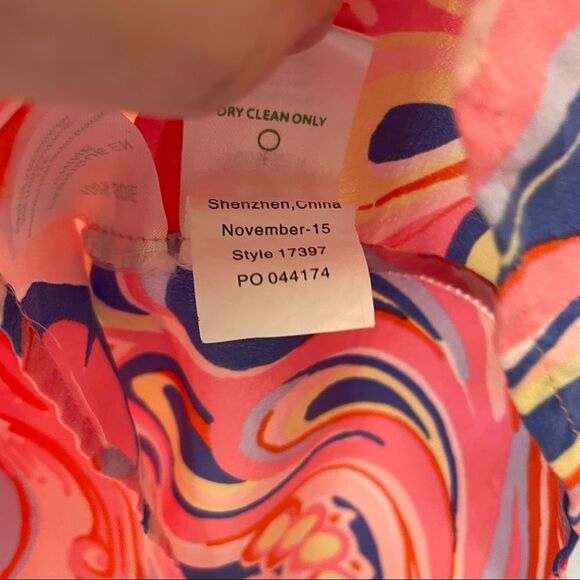 DRY CLEAN ONLY
Shenzhen,China
November-15
Style 17397
PO 044174